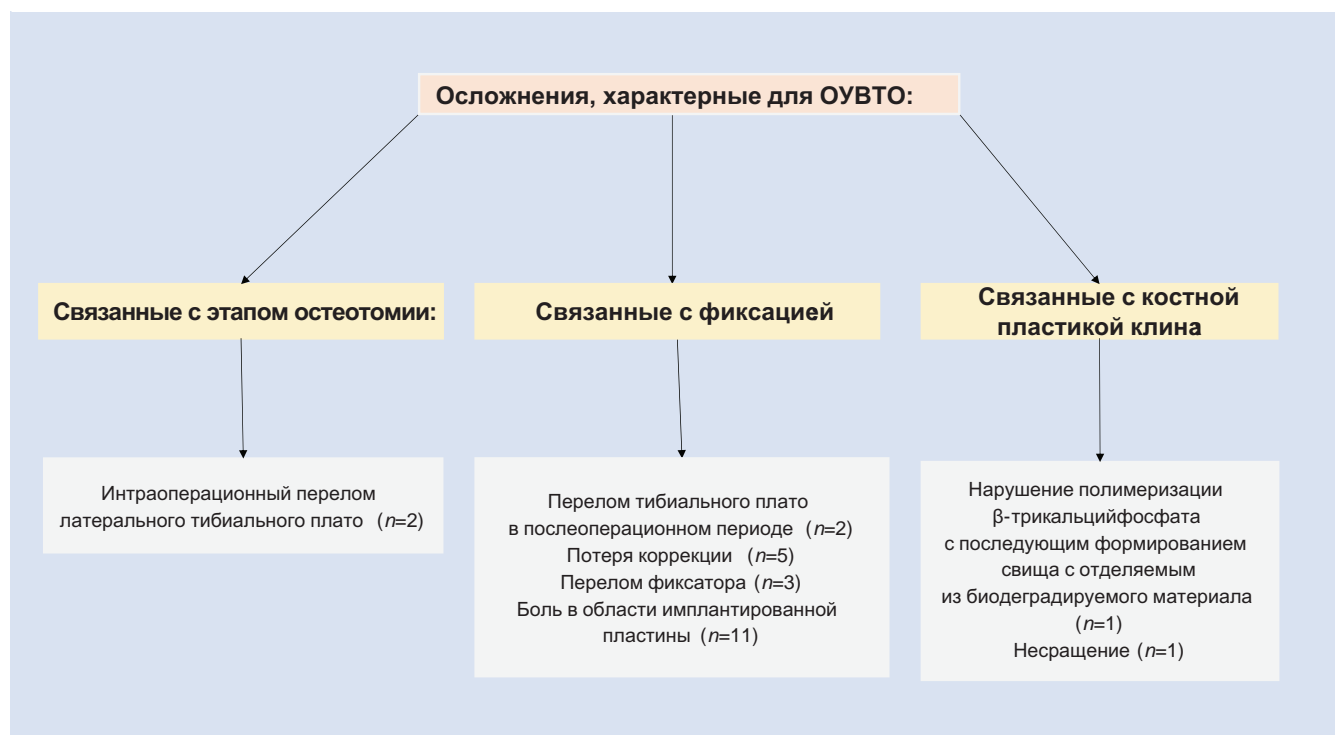 Осложнения, характерные для ОУВТО:
Связанные с этапом остеотомии:
Интраоперационный перелом
латерального тибиального плато (n=2)
Связанные с фиксацией
Перелом тибиального плато
в послеоперационном периоде (n=2)
Потеря коррекции (n=5)
Перелом фиксатора (n=3)
Боль в области имплантированной
пластины (n=11)
Связанные с костной
пластикой клина
Нарушение полимеризации
β-трикальцийфосфата
с последующим формированием
свища с отделяемым
из биодеградируемого материала
(n=1)
Несращение (n=1)